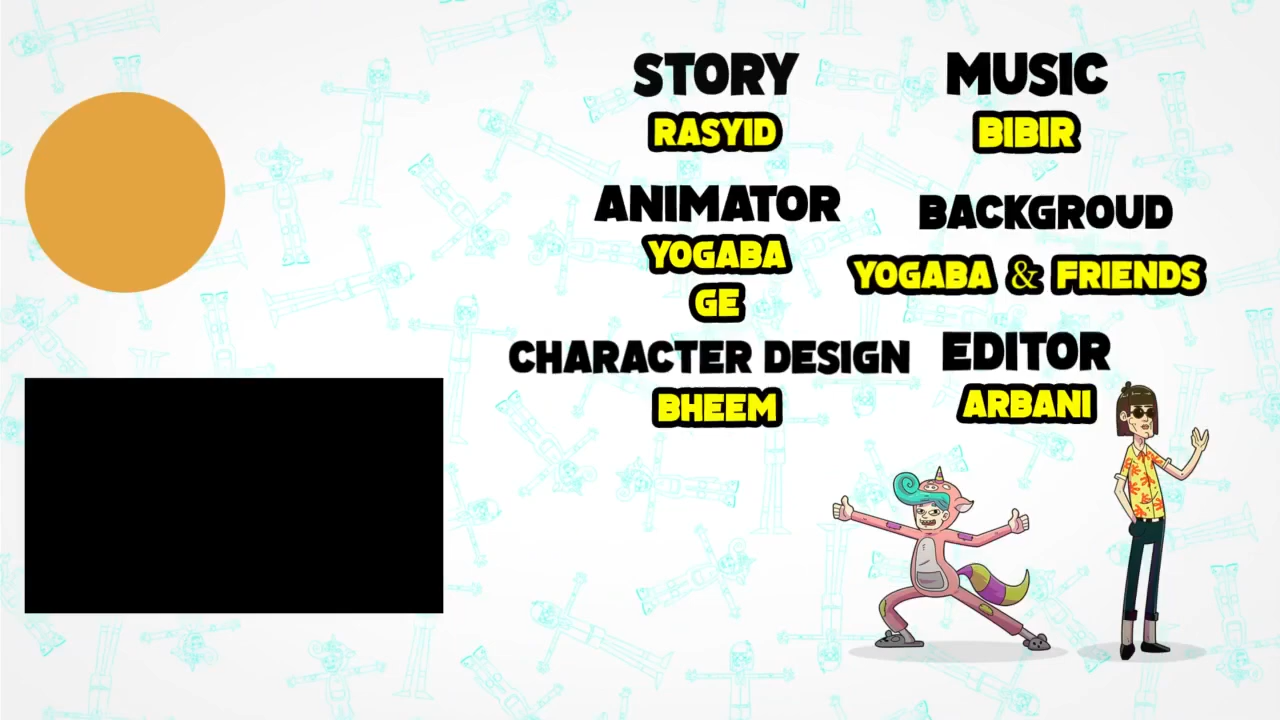 STORY
RASYID
ANIMATOR
YOGABA
GE
CHARACTER DESIGN
BHEEM
MUSIC
BIBIR
BACKGROUD
YOGABA & FRIENDS
EDITOR
ARBANI